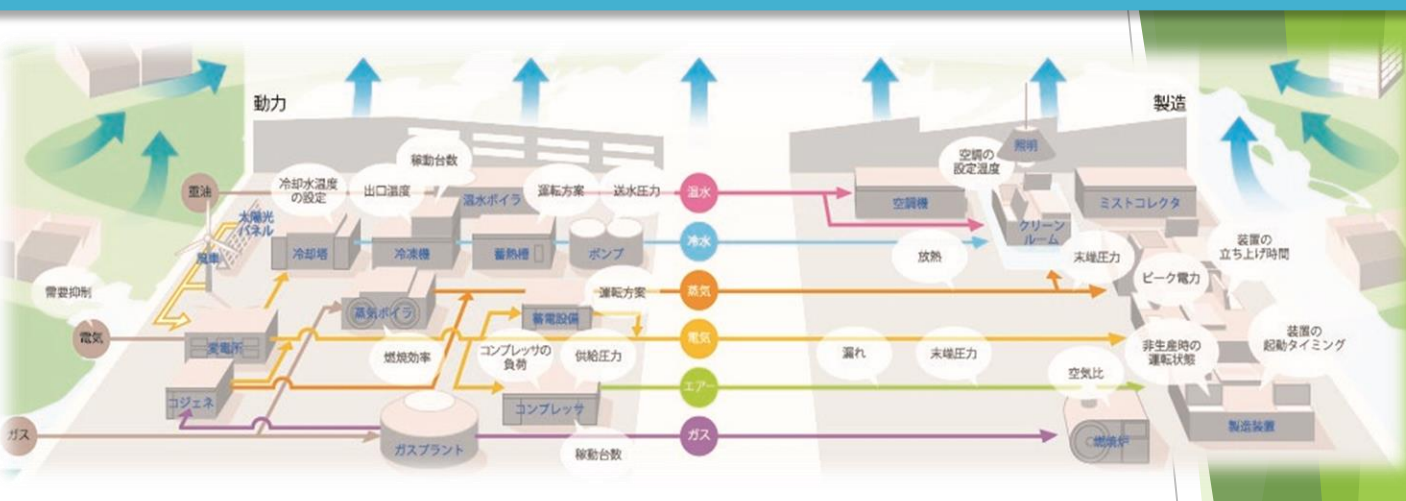 動力
製造
稼動台数
空調の
設定温度
照明
重油
冷却水温度
の設定
出口温度
温水ボイラ
運転方案
送水圧力
温水
空調機
ミストコレクタ
太陽光
パネル
風車
冷却塔
冷凍機
蓄熱槽
ポンプ
冷水
クリーン
ルーム
放熱
末端圧力
装置の
立ち上げ時間
ピーク電力
需要抑制
蒸気ボイラ
運転方案
蒸気
蓄電設備
電気
変電所
燃焼効率
コンプレッサの
負荷
供給圧力
電気
漏れ
末端圧力
非生産時の
運転状態
装置の
起動タイミング
空気比
コジェネ
コンプレッサ
エアー
ガス
ガスプラント
稼動台数
ガス
燃焼炉
製造装置